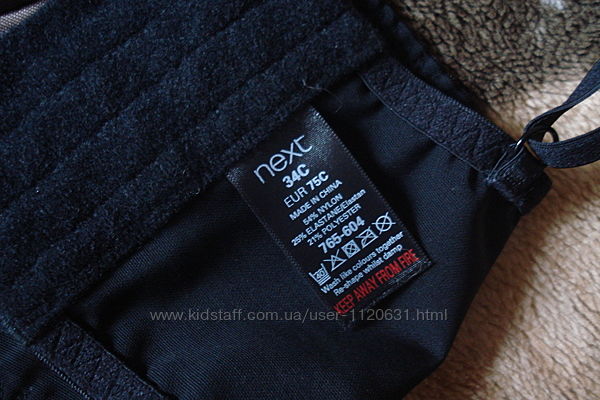 next
34C
EUR 75C
MADE IN CHINA
54% NYLON
25% ELASTANE/Elastan
21% POLYESTER
765-604
40
Wash like colours together
Re-shape whilst damp
KEEP AWAY FROM FIRE
www.kidstaff.com.ua/user-1120631.html